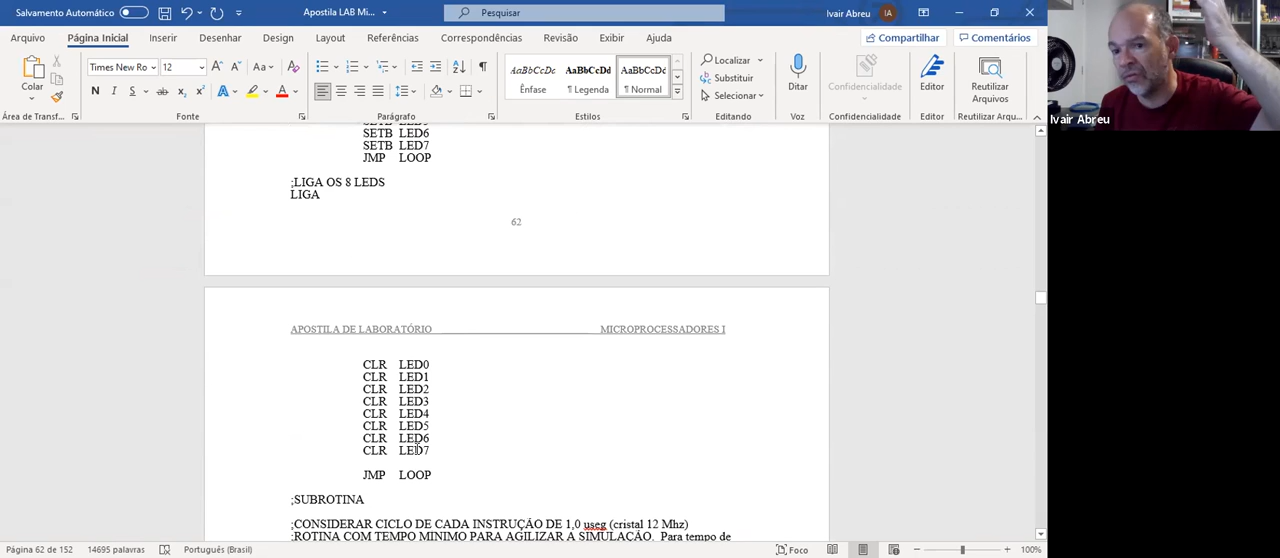 Salvamento Automático
Apostila LAB Mi...
Pesquisar
Ivair Abreu
IA
Arquivo
Página Inicial
Inserir
Desenhar
Design
Layout
Referências
Correspondências
Revisão
Exibir
Ajuda
Compartilhar
Comentários
Colar
Times New Ro
12
Aa
N I S ab x₂ x² A A
AaBbCcDc
Ênfase
AaBbCcDd
¶ Legenda
AaBbCcDc
¶ Normal
Localizar
Substituir
Selecionar
Ditar
Confidencialidade
Editor
Reutilizar
Arquivos
Área de Transf...
Fonte
Parágrafo
Estilos
Editando
Voz
Confidencialidade
Editor
Reutilizar Arqu...
Ivair Abreu
SETB LED6
SETB LED7
JMP LOOP
;LIGA OS 8 LEDS
LIGA
62
APOSTILA DE LABORATÓRIO MICROPROCESSADORES I
CLR LED0
CLR LED1
CLR LED2
CLR LED3
CLR LED4
CLR LED5
CLR LED6
CLR LED7
JMP LOOP
;SUBROTINA
;CONSIDERAR CICLO DE CADA INSTRUÇÃO DE 1,0 useg (cristal 12 Mhz)
;ROTINA COM TEMPO MINIMO PARA AGILIZAR A SIMULAÇÃO. Para tempo de
Página 62 de 152
14695 palavras
Português (Brasil)
Foco
100%